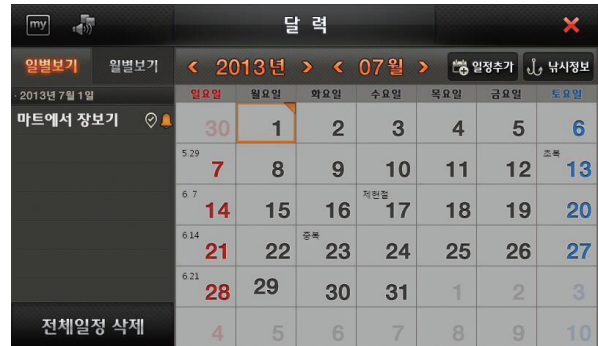 my 달 력
일별보기 월별보기 2013년 07월 일정추가 낚시정보
· 2013년 7월 1일 일요일 월요일 화요일 수요일 목요일 금요일 토요일
마트에서 장보기 30 1 2 3 4 5 6
5.29 7 8 9 10 11 12 초복 13
6.7 14 15 16 제헌절 17 18 19 20
6.14 21 22 중복 23 24 25 26 27
6.21 28 29 30 31 1 2 3
전체일정 삭제 4 5 6 7 8 9 10